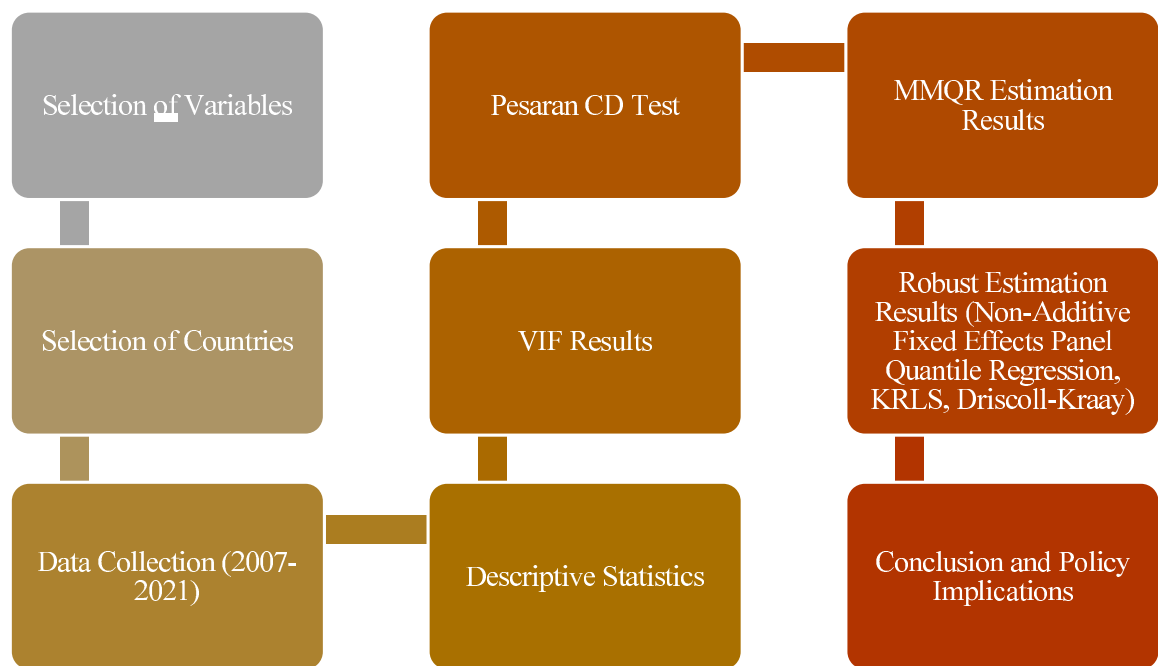 Selection of Variables
Selection of Countries
Data Collection (2007-
2021)
Descriptive Statistics
VIF Results
Pesaran CD Test
MMQR Estimation
Results
Robust Estimation
Results (Non-Additive
Fixed Effects Panel
Quantile Regression,
KRLS, Driscoll-Kraay)
Conclusion and Policy
Implications